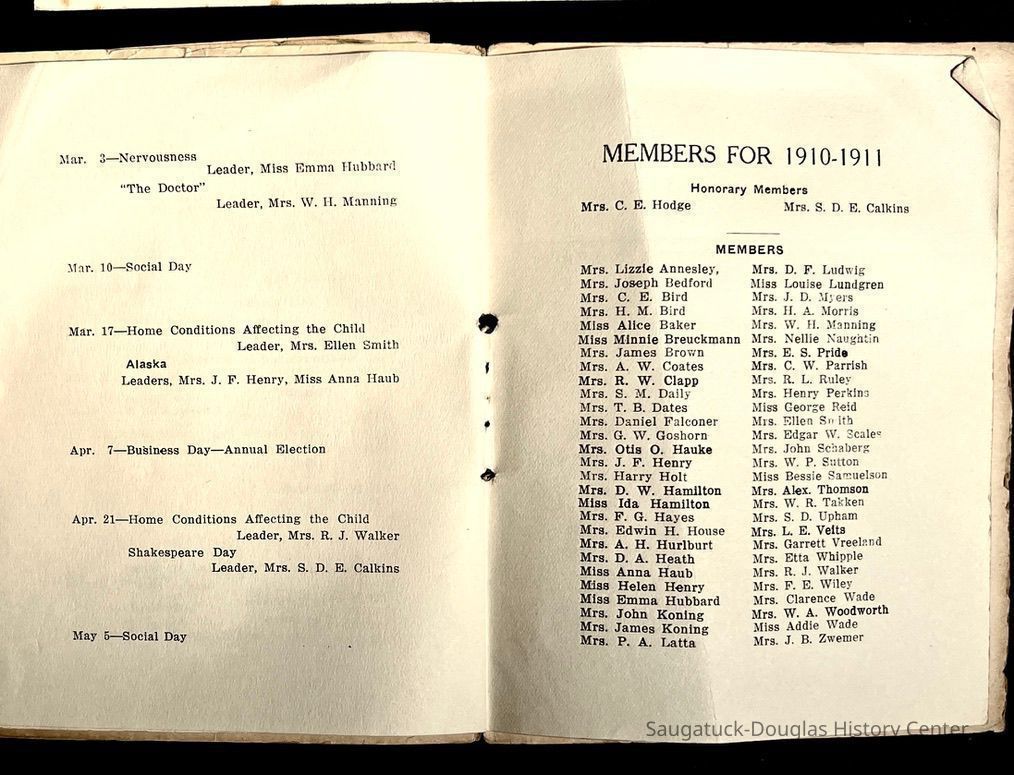 Mar. 3—Nervousness
Leader, Miss Emma Hubbard
"The Doctor"
Leader, Mrs. W. H. Manning
Mar. 10—Social Day
Mar. 17—Home Conditions Affecting the Child
Leader, Mrs. Ellen Smith
Alaska
Leaders, Mrs. J. F. Henry, Miss Anna Haub
Apr. 7—Business Day—Annual Election
Apr. 21—Home Conditions Affecting the Child
Leader, Mrs. R. J. Walker
Shakespeare Day
Leader, Mrs. S. D. E. Calkins
May 5—Social Day
MEMBERS FOR 1910-1911
Honorary Members
Mrs. C. E. Hodge Mrs. S. D. E. Calkins
MEMBERS
Mrs. Lizzie Annesley,
Mrs. Joseph Bedford
Mrs. C. E. Bird
Mrs. H. M. Bird
Miss Alice Baker
Miss Minnie Breuckmann
Mrs. James Brown
Mrs. A. W. Coates
Mrs. R. W. Clapp
Mrs. S. M. Daily
Mrs. T. B. Dates
Mrs. Daniel Falconer
Mrs. G. W. Goshorn
Mrs. Otis O. Hauke
Mrs. J. F. Henry
Mrs. Harry Holt
Mrs. D. W. Hamilton
Miss Ida Hamilton
Mrs. F. G. Hayes
Mrs. Edwin H. House
Mrs. A. H. Hurlburt
Mrs. D. A. Heath
Miss Anna Haub
Miss Helen Henry
Miss Emma Hubbard
Mrs. John Koning
Mrs. James Koning
Mrs. P. A. Latta
Mrs. D. F. Ludwig
Miss Louise Lundgren
Mrs. J. D. Myers
Mrs. H. A. Morris
Mrs. W. H. Manning
Mrs. Nellie Naughtin
Mrs. E. S. Pride
Mrs. C. W. Parrish
Mrs. R. L. Ruley
Mrs. Henry Perkins
Miss George Reid
Mrs. Ellen Smith
Mrs. Edgar W. Scales
Mrs. John Schaberg
Mrs. W. P. Sutton
Miss Bessie Samuelson
Mrs. Alex. Thomson
Mrs. W. R. Takken
Mrs. S. D. Upham
Mrs. L. E. Veits
Mrs. Garrett Vreeland
Mrs. Etta Whipple
Mrs. R. J. Walker
Mrs. F. E. Wiley
Mrs. Clarence Wade
Mrs. W. A. Woodworth
Miss Addie Wade
Mrs. J. B. Zwemer
Saugatuck-Douglas History Center